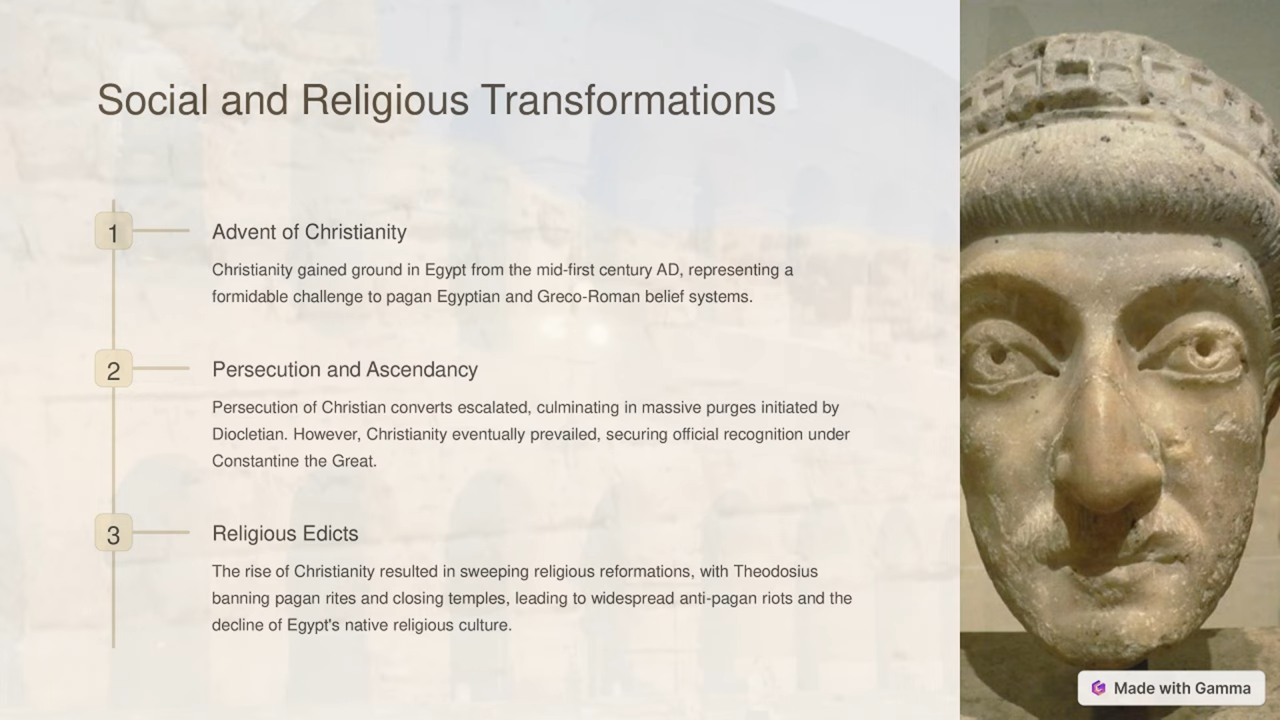 Social and Religious Transformations
1
Advent of Christianity
Christianity gained ground in Egypt from the mid-first century AD, representing a
formidable challenge to pagan Egyptian and Greco-Roman belief systems.
2
Persecution and Ascendancy
Persecution of Christian converts escalated, culminating in massive purges initiated by
Diocletian. However, Christianity eventually prevailed, securing official recognition under
Constantine the Great.
3
Religious Edicts
The rise of Christianity resulted in sweeping religious reformations, with Theodosius
banning pagan rites and closing temples, leading to widespread anti-pagan riots and the
decline of Egypt's native religious culture.
Made with Gamma